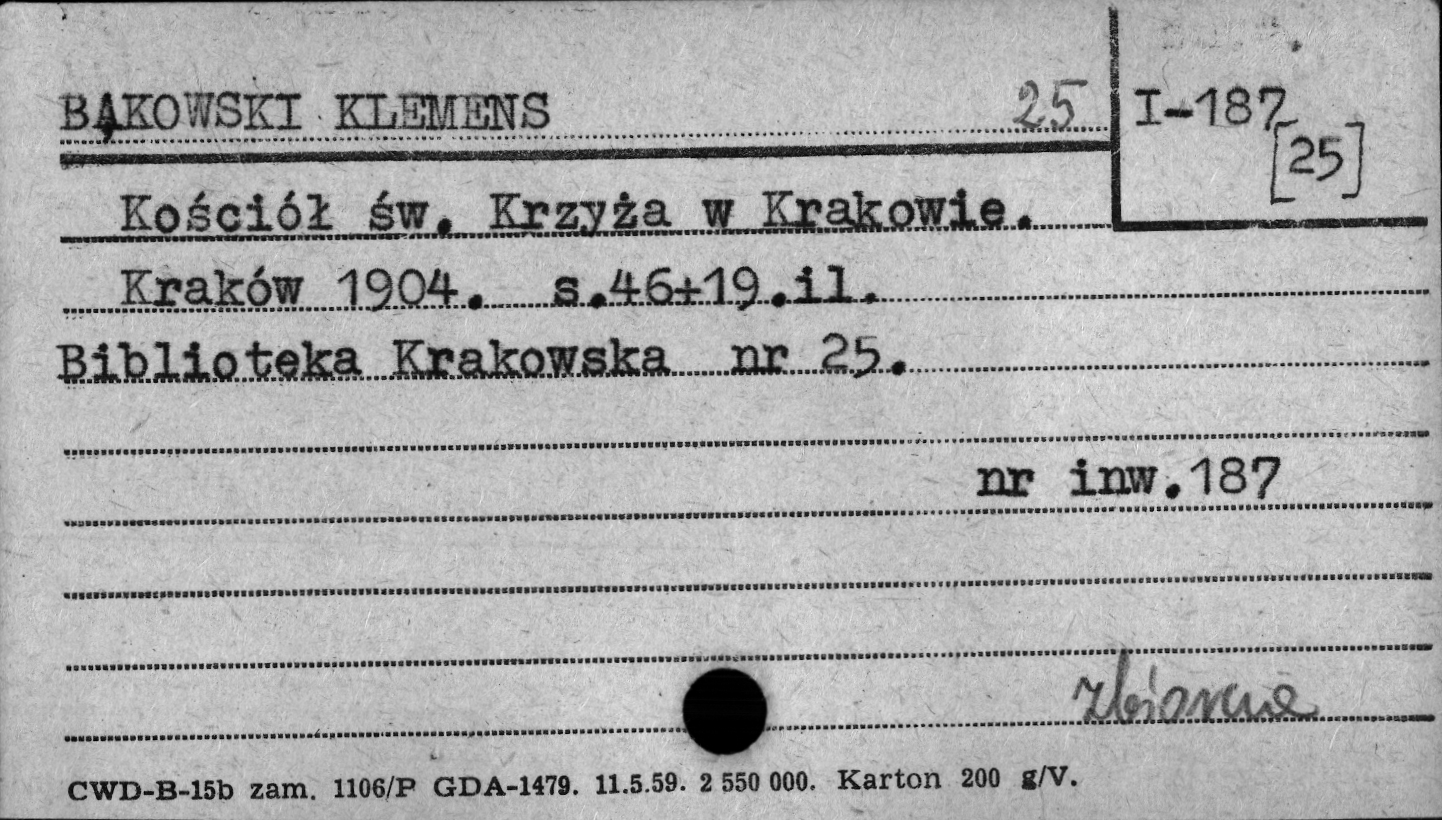 BĄKOWSKI KLEMENS 25 I-187
[25]
Kościół św. Krzyża w Krakowie.
Kraków 1904. s.46+19.il.
Biblioteka Krakowska nr 25.
nr inw.187
zbiorcze
CWD-B-15b zam. 1106/P GDA-1479. 11.5.59. 2 550 000. Karton 200 g/V.